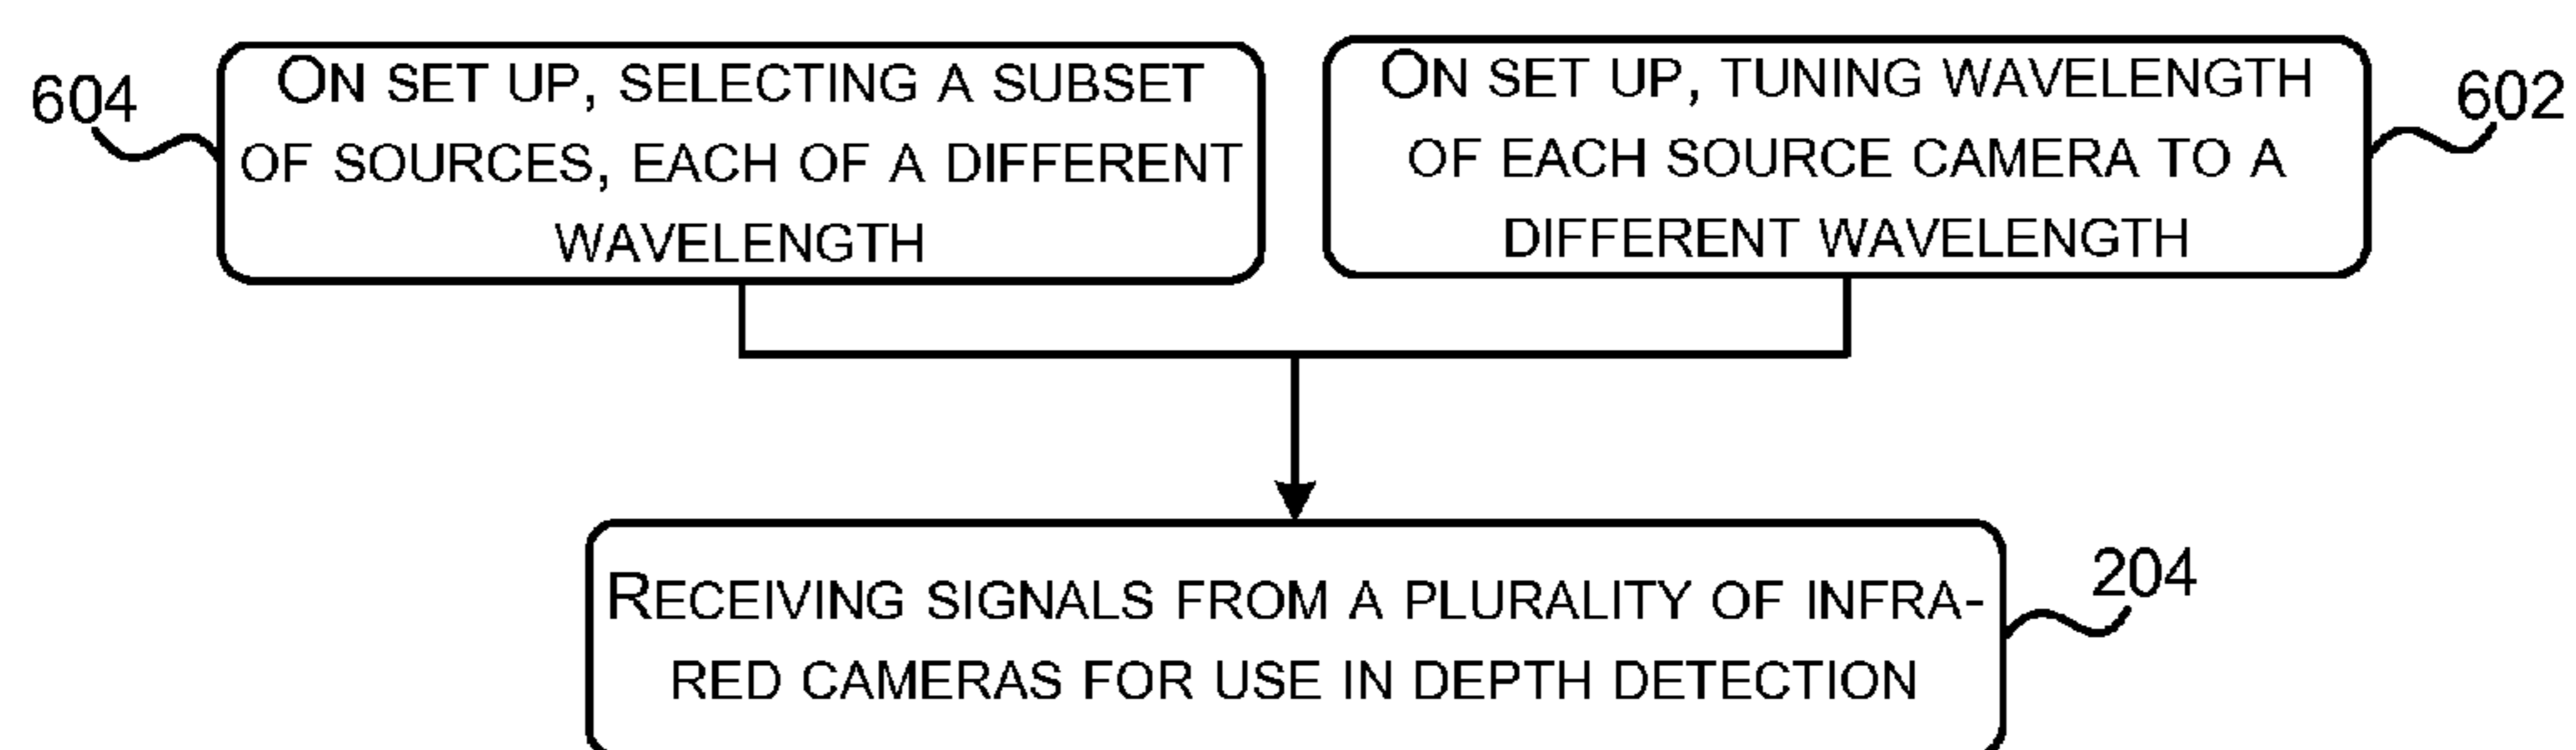 604
ON SET UP, SELECTING A SUBSET
OF SOURCES, EACH OF A DIFFERENT
WAVELENGTH
ON SET UP, TUNING WAVELENGTH
OF EACH SOURCE CAMERA TO A
DIFFERENT WAVELENGTH
602
RECEIVING SIGNALS FROM A PLURALITY OF INFRA-
RED CAMERAS FOR USE IN DEPTH DETECTION
204